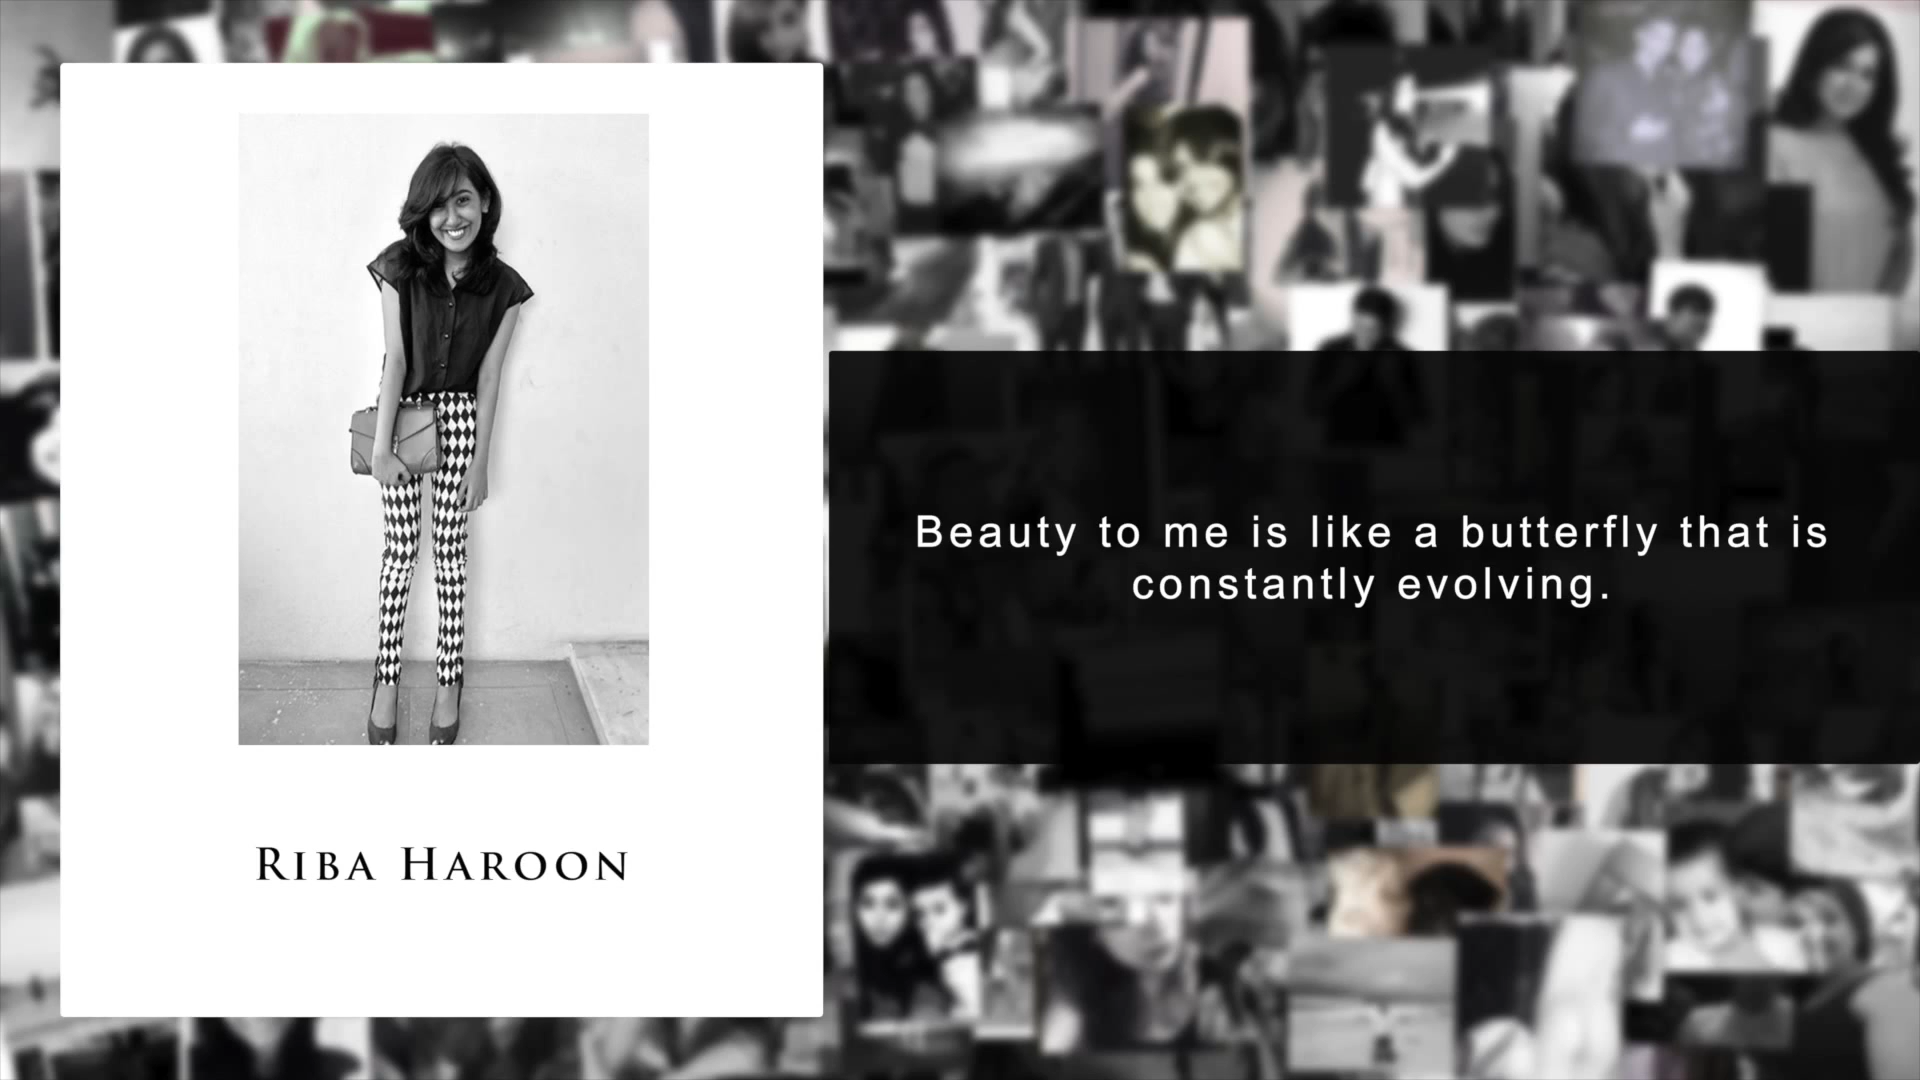 Beauty to me is like a butterfly that is
constantly evolving.
RIBA HAROON